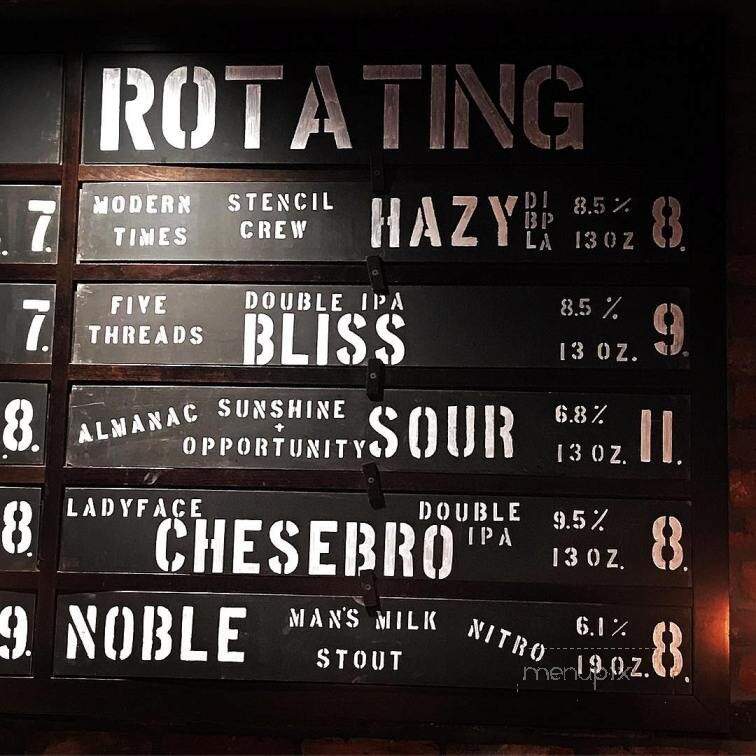 ROTATING
7. MODERN TIMES STENCIL CREW HAZY DI BP LA 8.5% 13 OZ 8.
7. FIVE THREADS DOUBLE IPA BLISS 8.5% 13 OZ. 9.
8. ALMANAC SUNSHINE + OPPORTUNITY SOUR 6.8% 13 OZ. 11.
8. LADYFACE CHESEBRO DOUBLE IPA 9.5% 13 OZ. 8.
9. NOBLE MAN'S MILK STOUT NITRO 6.1% 19 OZ. 8.
menupix